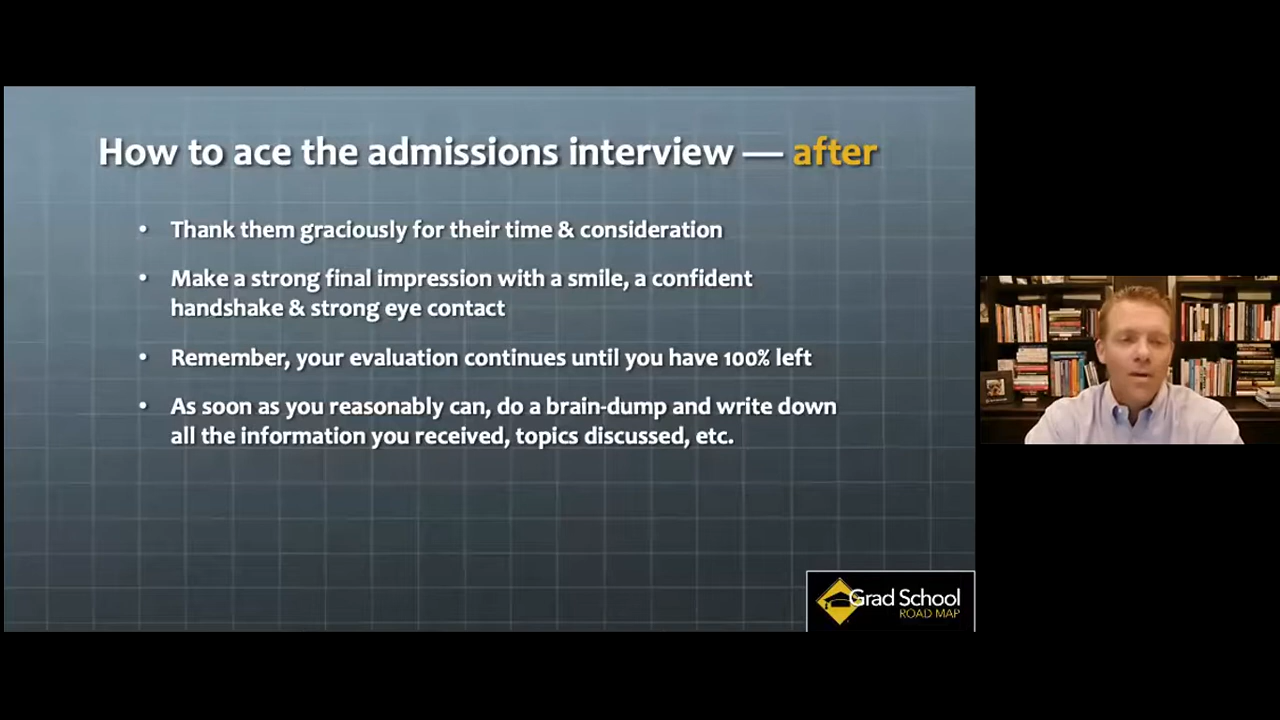 How to ace the admissions interview — after
• Thank them graciously for their time & consideration
• Make a strong final impression with a smile, a confident
handshake & strong eye contact
• Remember, your evaluation continues until you have 100% left
• As soon as you reasonably can, do a brain-dump and write down
all the information you received, topics discussed, etc.
Grad School
ROAD MAP